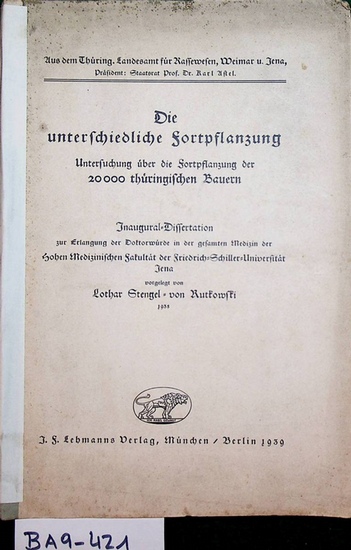 Aus dem Thüring. Landesamt für Rassewesen, Weimar u. Jena,
Präsident: Staatsrat Prof. Dr. Karl Astel.
Die
unterschiedliche Fortpflanzung
Untersuchung über die Fortpflanzung der
20000 thüringischen Bauern
Inaugural-Dissertation
zur Erlangung der Doktorwürde in der gesamten Medizin der
Hohen Medizinischen Fakultät der Friedrich-Schiller-Universität
Jena
vorgelegt von
Lothar Stengel-von Rutkowski
J. F. Lehmanns Verlag, München / Berlin 1939
BA9-421